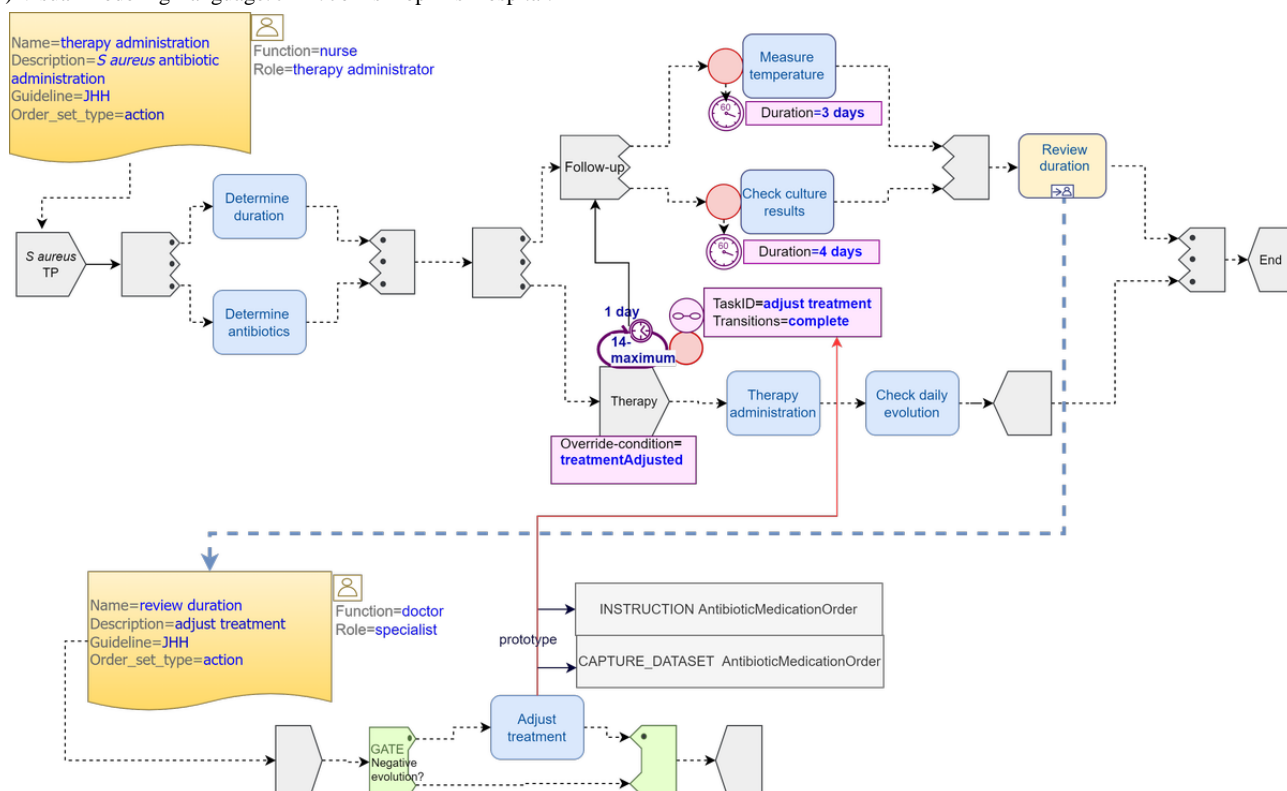 Name=therapy administration
Description=S aureus antibiotic
administration
Guideline=JHH
Order_set_type=action
Function=nurse
Role=therapy administrator
S aureus
TP
Determine
duration
Determine
antibiotics
Follow-up
Measure
temperature
60
Duration=3 days
Check culture
results
60
Duration=4 days
Review
duration
End
1 day
14-
maximum
TaskID=adjust treatment
Transitions=complete
Therapy
Override-condition=
treatmentAdjusted
Therapy
administration
Check daily
evolution
Name=review duration
Description=adjust treatment
Guideline=JHH
Order_set_type=action
Function=doctor
Role=specialist
INSTRUCTION AntibioticMedicationOrder
prototype
CAPTURE_DATASET AntibioticMedicationOrder
Adjust
treatment
GATE
Negative
evolution?